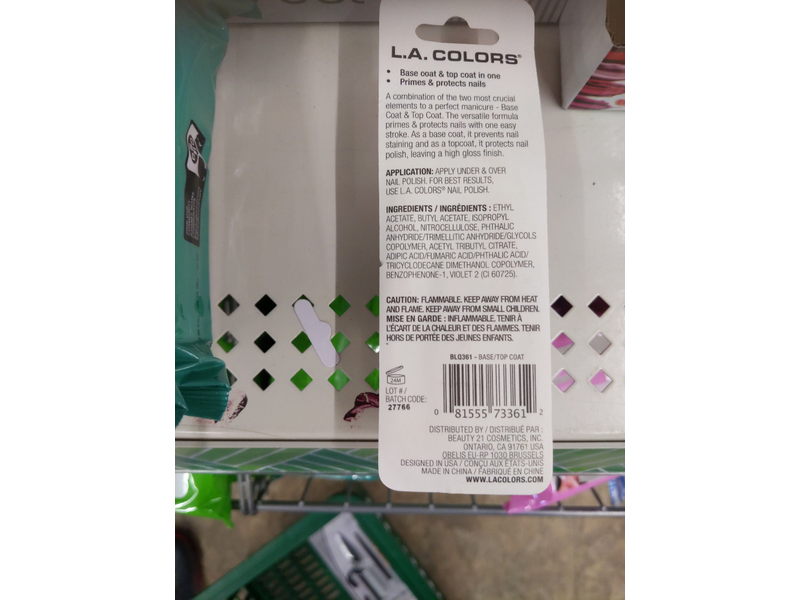 L.A. COLORS®
• Base coat & top coat in one
• Primes & protects nails
A combination of the two most crucial
elements to a perfect manicure - Base
Coat & Top Coat. The versatile formula
primes & protects nails with one easy
stroke. As a base coat, it prevents nail
staining and as a topcoat, it protects nail
polish, leaving a high gloss finish.
APPLICATION: APPLY UNDER & OVER
NAIL POLISH. FOR BEST RESULTS,
USE L.A. COLORS® NAIL POLISH.
INGREDIENTS / INGRÉDIENTS : ETHYL
ACETATE, BUTYL ACETATE, ISOPROPYL
ALCOHOL, NITROCELLULOSE, PHTHALIC
ANHYDRIDE/TRIMELLITIC ANHYDRIDE/GLYCOLS
COPOLYMER, ACETYL TRIBUTYL CITRATE,
ADIPIC ACID/FUMARIC ACID/PHTHALIC ACID/
TRICYCLODECANE DIMETHANOL COPOLYMER,
BENZOPHENONE-1, VIOLET 2 (CI 60725).
CAUTION: FLAMMABLE. KEEP AWAY FROM HEAT
AND FLAME. KEEP AWAY FROM SMALL CHILDREN.
MISE EN GARDE : INFLAMMABLE. TENIR À
L'ÉCART DE LA CHALEUR ET DES FLAMMES. TENIR
HORS DE PORTÉE DES JEUNES ENFANTS.
BLQ361 - BASE/TOP COAT
24M
LOT # /
BATCH CODE:
27766
0 81555 73361 2
DISTRIBUTED BY / DISTRIBUÉ PAR :
BEAUTY 21 COSMETICS, INC.
ONTARIO, CA 91761 USA
OBELIS EU-RP 1030 BRUSSELS
DESIGNED IN USA / CONÇU AUX ÉTATS-UNIS
MADE IN CHINA / FABRIQUÉ EN CHINE
WWW.LACOLORS.COM